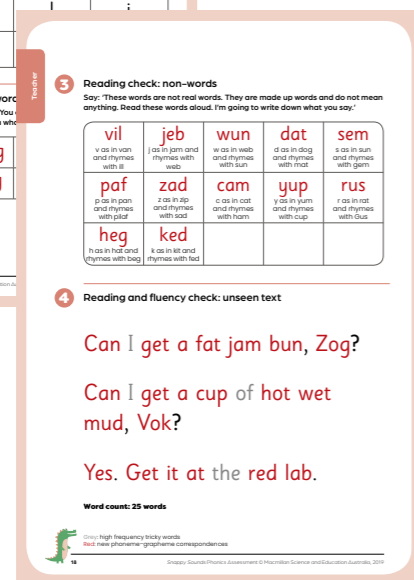 Teacher
3 Reading check: non-words
Say: 'These words are not real words. They are made up words and do not mean
anything. Read these words aloud. I'm going to write down what you say.'
vil jeb wun dat sem
v as in van and rhymes with ill
j as in jam and rhymes with web
w as in web and rhymes with sun
d as in dog and rhymes with mat
s as in sun and rhymes with gem
paf zad cam yup rus
p as in pan and rhymes with pilaf
z as in zip and rhymes with sad
c as in cat and rhymes with ham
y as in yum and rhymes with cup
r as in rat and rhymes with Gus
heg ked
h as in hat and rhymes with beg
k as in kit and rhymes with fed
4 Reading and fluency check: unseen text
Can I get a fat jam bun, Zog?
Can I get a cup of hot wet
mud, Vok?
Yes. Get it at the red lab.
Word count: 25 words
Grey: high frequency tricky words
Red: new phoneme-grapheme correspondences
18 Snappy Sounds Phonics Assessment © Macmillan Science and Education Australia, 2019